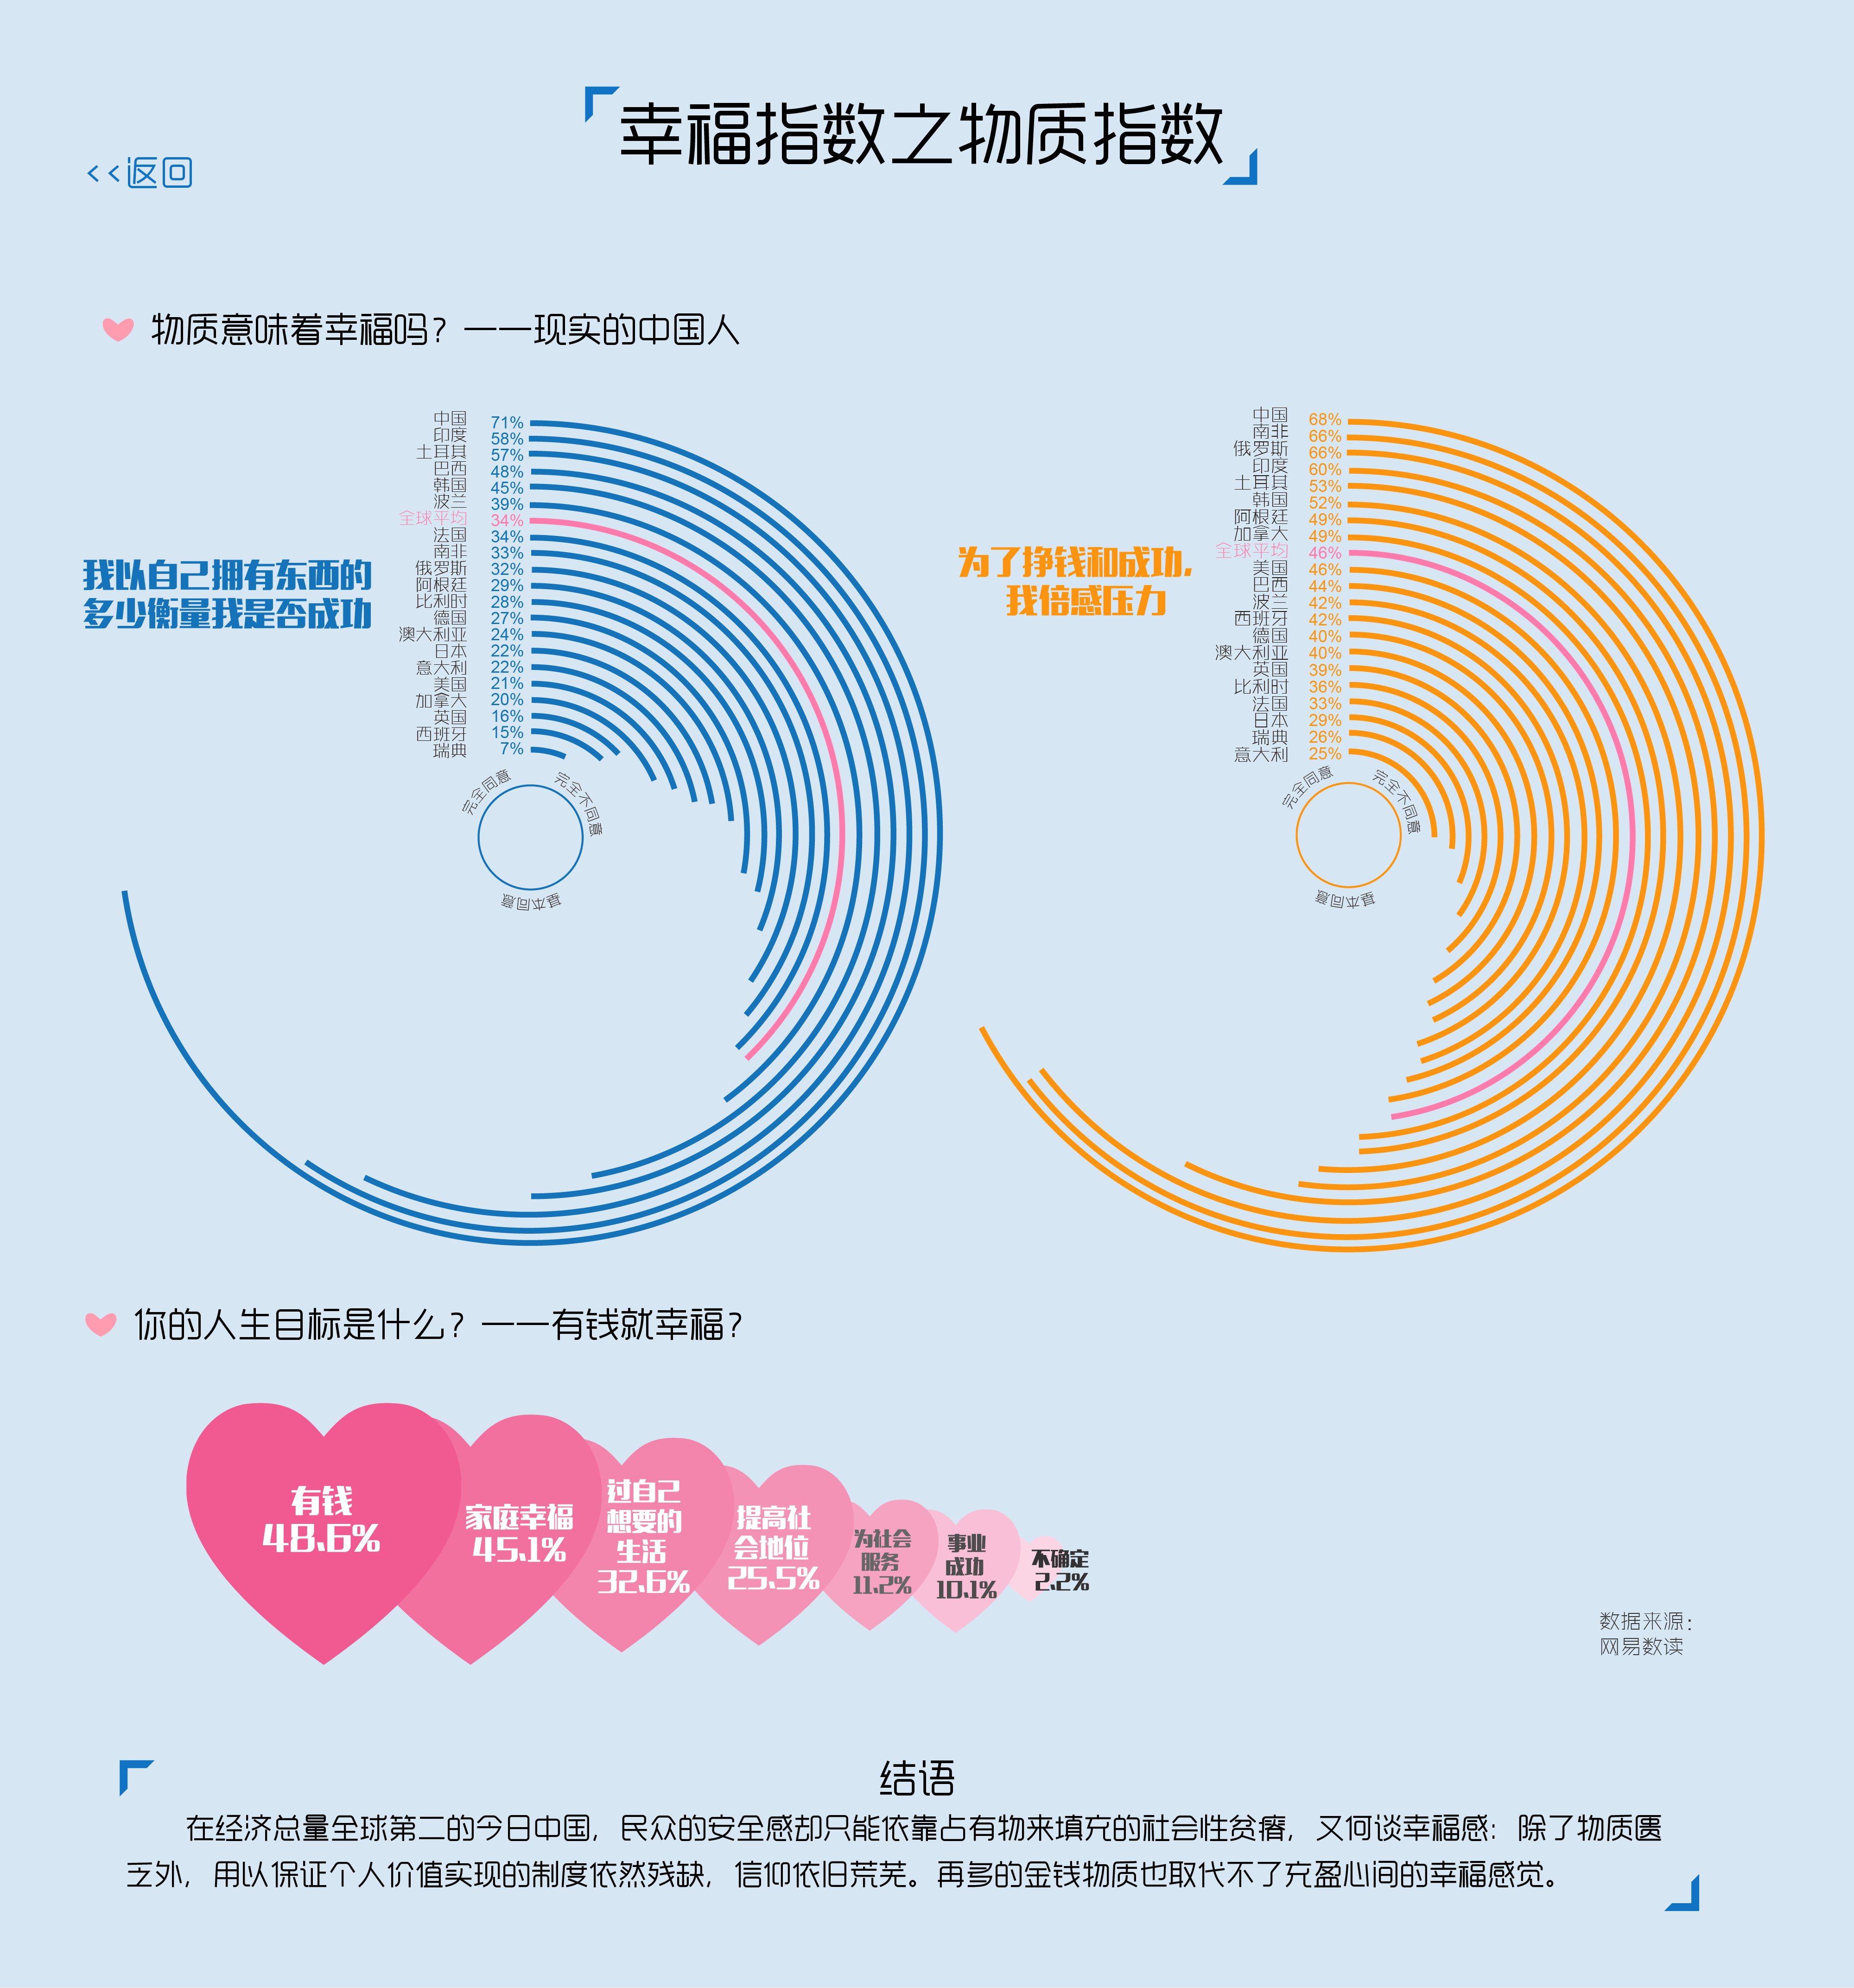 幸福指数之物质指数
<<返回
物质意味着幸福吗？——现实的中国人
我以自己拥有东西的
多少衡量我是否成功
中国 71%
印度 58%
土耳其 57%
巴西 48%
韩国 45%
波兰 39%
全球平均 34%
法国 34%
南非 33%
俄罗斯 32%
阿根廷 29%
比利时 28%
德国 27%
澳大利亚 24%
日本 22%
意大利 22%
美国 21%
加拿大 20%
英国 16%
西班牙 15%
瑞典 7%
完全同意
完全不同意
基本同意
为了挣钱和成功，
我倍感压力
中国 68%
南非 66%
俄罗斯 66%
印度 60%
土耳其 53%
韩国 52%
阿根廷 49%
加拿大 49%
全球平均 46%
美国 46%
巴西 44%
波兰 42%
西班牙 42%
德国 40%
澳大利亚 40%
英国 39%
比利时 36%
法国 33%
日本 29%
瑞典 26%
意大利 25%
完全同意
完全不同意
基本同意
你的人生目标是什么？——有钱就幸福？
有钱
48.6%
家庭幸福
45.1%
过自己
想要的
生活
32.6%
提高社
会地位
25.5%
为社会
服务
11.2%
事业
成功
10.1%
不确定
2.2%
数据来源：
网易数读
结语
在经济总量全球第二的今日中国，民众的安全感却只能依靠占有物来填充的社会性贫瘠，又何谈幸福感：除了物质匮
乏外，用以保证个人价值实现的制度依然残缺，信仰依旧荒芜。再多的金钱物质也取代不了充盈心间的幸福感觉。